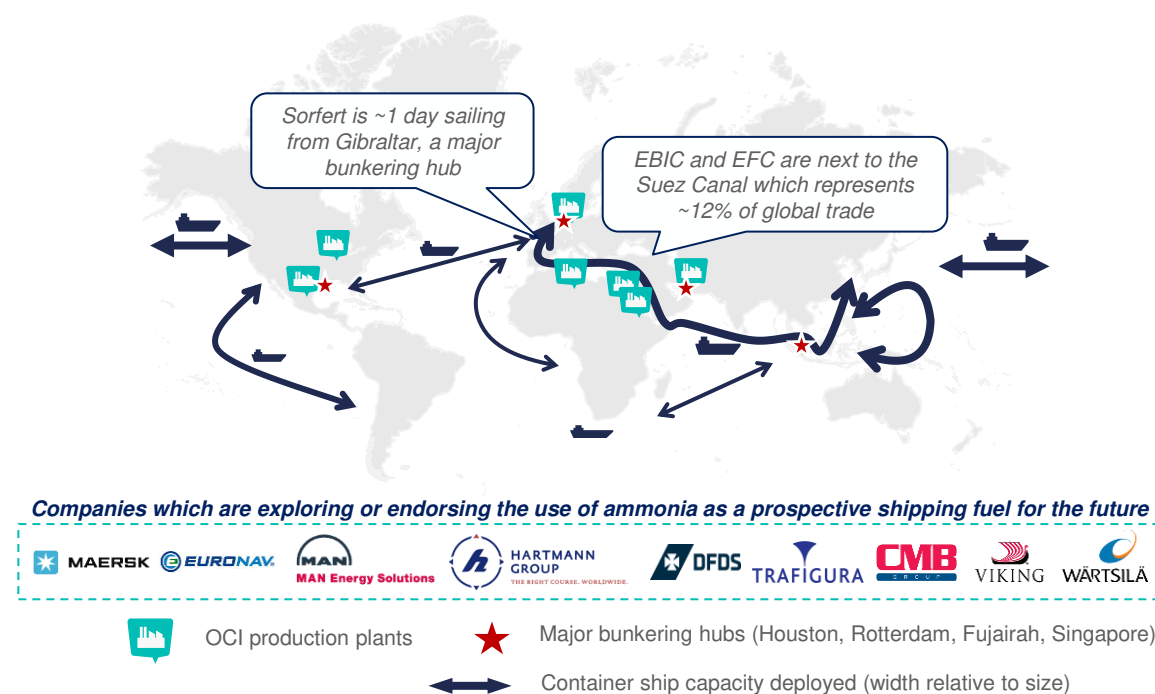 Sorfert is ~1 day sailing
from Gibraltar, a major
bunkering hub
EBIC and EFC are next to the
Suez Canal which represents
~12% of global trade
Companies which are exploring or endorsing the use of ammonia as a prospective shipping fuel for the future
MAERSK
EURONAV
MAN
MAN Energy Solutions
h
HARTMANN
GROUP
THE RIGHT COURSE. WORLDWIDE.
DFDS
TRAFIGURA
CMB
GROUP
VIKING
WÄRTSILÄ
OCI production plants
Major bunkering hubs (Houston, Rotterdam, Fujairah, Singapore)
Container ship capacity deployed (width relative to size)